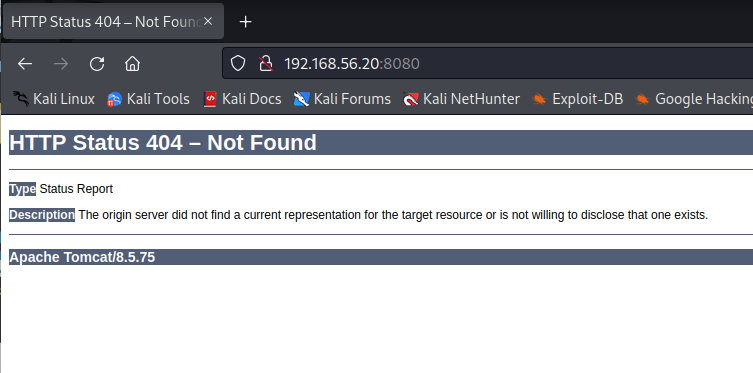 HTTP Status 404 – Not Foun
192.168.56.20:8080
Kali Linux Kali Tools Kali Docs Kali Forums Kali NetHunter Exploit-DB Google Hacking
HTTP Status 404 – Not Found
Type Status Report
Description The origin server did not find a current representation for the target resource or is not willing to disclose that one exists.
Apache Tomcat/8.5.75